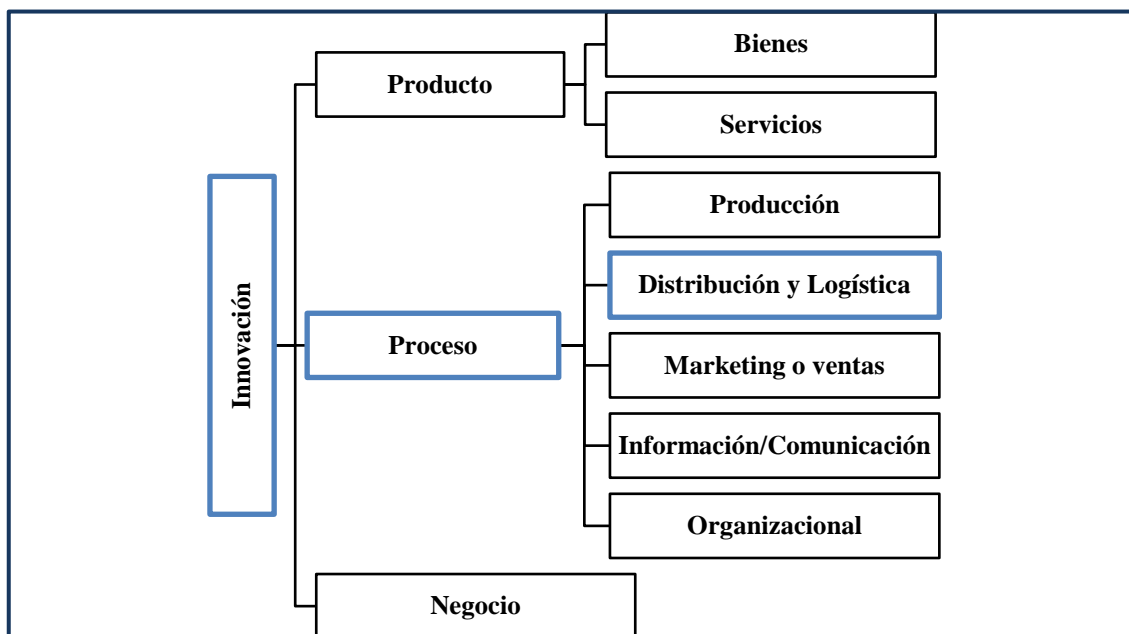 Innovación
Producto
Bienes
Servicios
Proceso
Producción
Distribución y Logística
Marketing o ventas
Información/Comunicación
Organizacional
Negocio